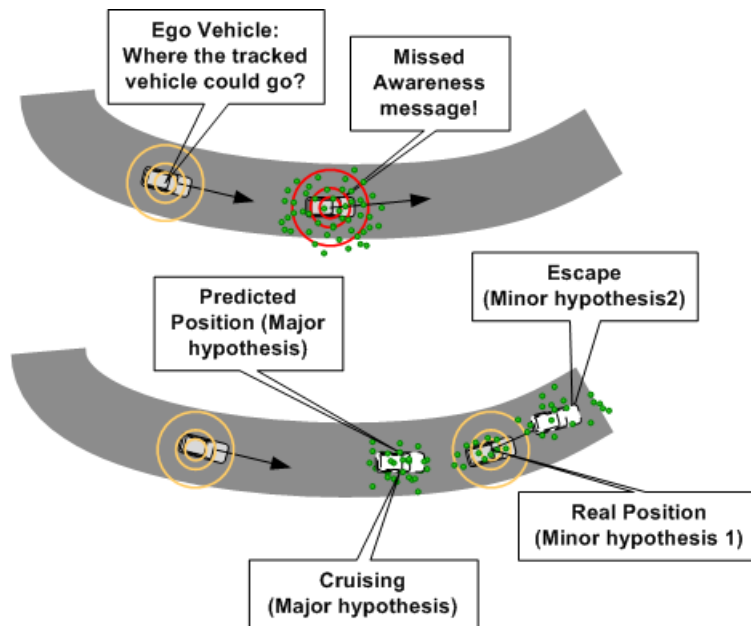 Ego Vehicle:
Where the tracked
vehicle could go?
Missed
Awareness
message!
Escape
(Minor hypothesis2)
Predicted
Position (Major
hypothesis)
Real Position
(Minor hypothesis 1)
Cruising
(Major hypothesis)